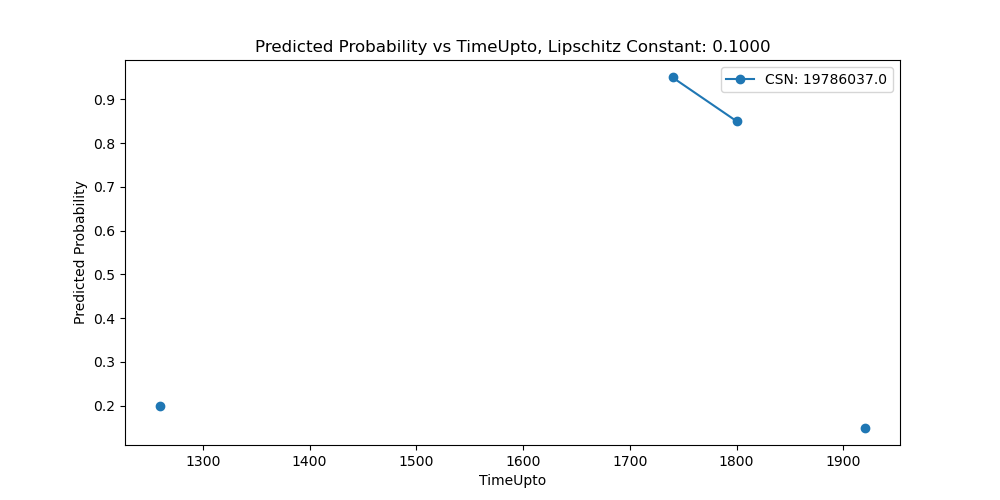 Predicted Probability vs TimeUpto, Lipschitz Constant: 0.1000
CSN: 19786037.0
Predicted Probability
0.9
0.8
0.7
0.6
0.5
0.4
0.3
0.2
1300 1400 1500 1600 1700 1800 1900
TimeUpto